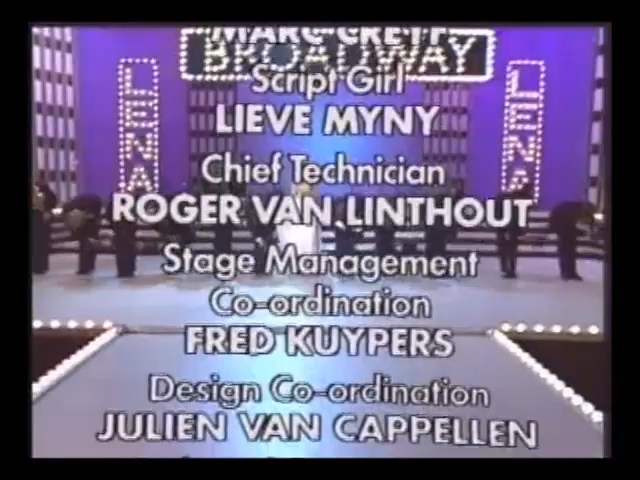 BROADWAY
Script Girl
LIEVE MYNY
LENA
LENA
Chief Technician
ROGER VAN LINTHOUT
Stage Management
Co-ordination
FRED KUYPERS
Design Co-ordination
JULIEN VAN CAPPELLEN